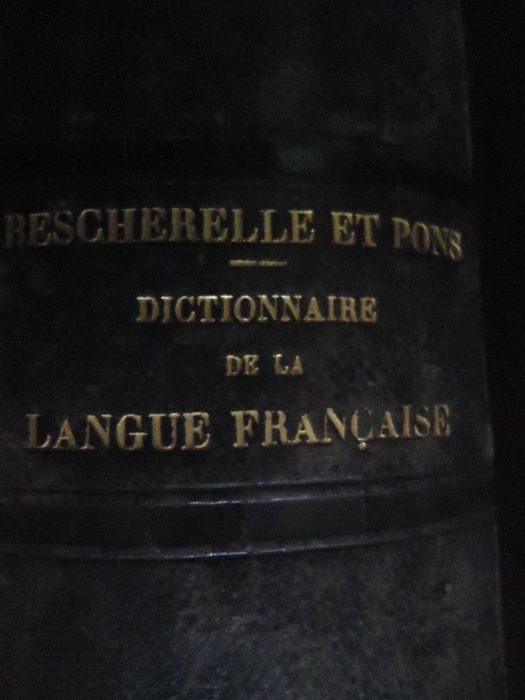 BESCHERELLE ET PONS
DICTIONNAIRE
DE LA
LANGUE FRANÇAISE